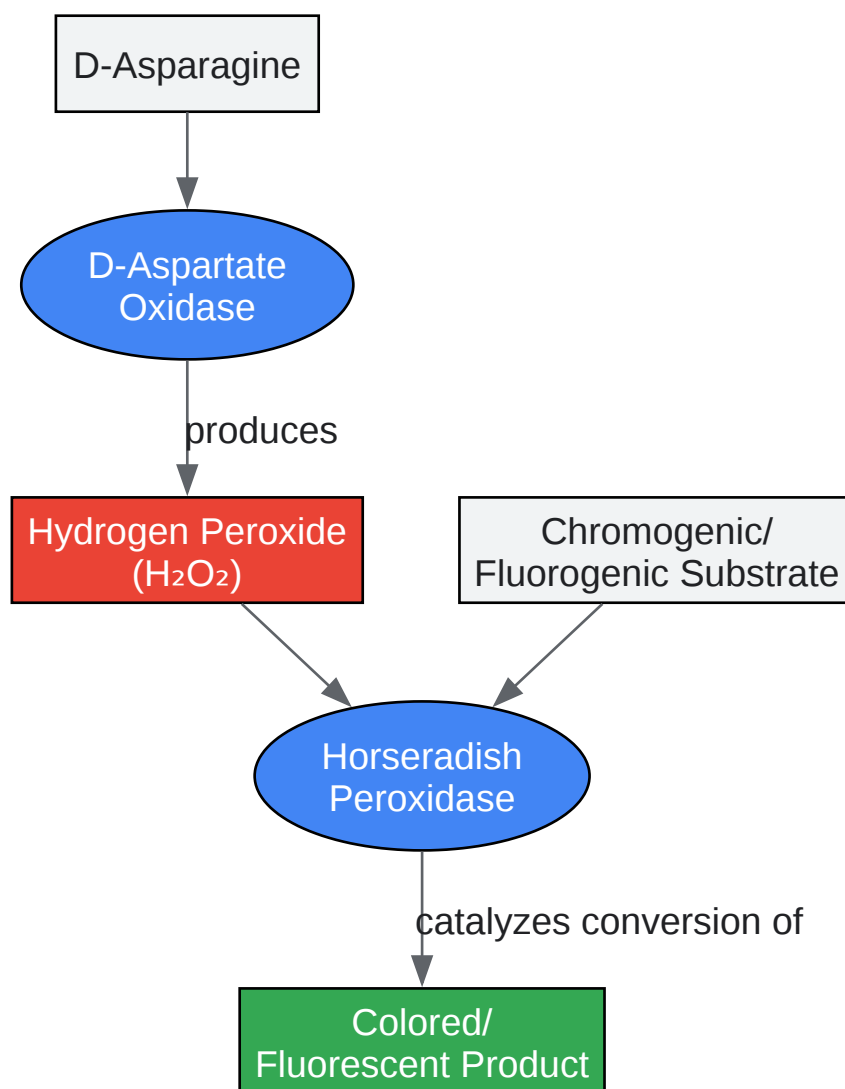 D-Asparagine
D-Aspartate
Oxidase
produces
Hydrogen Peroxide
(H₂O₂)
Chromogenic/
Fluorogenic Substrate
Horseradish
Peroxidase
catalyzes conversion of
Colored/
Fluorescent Product